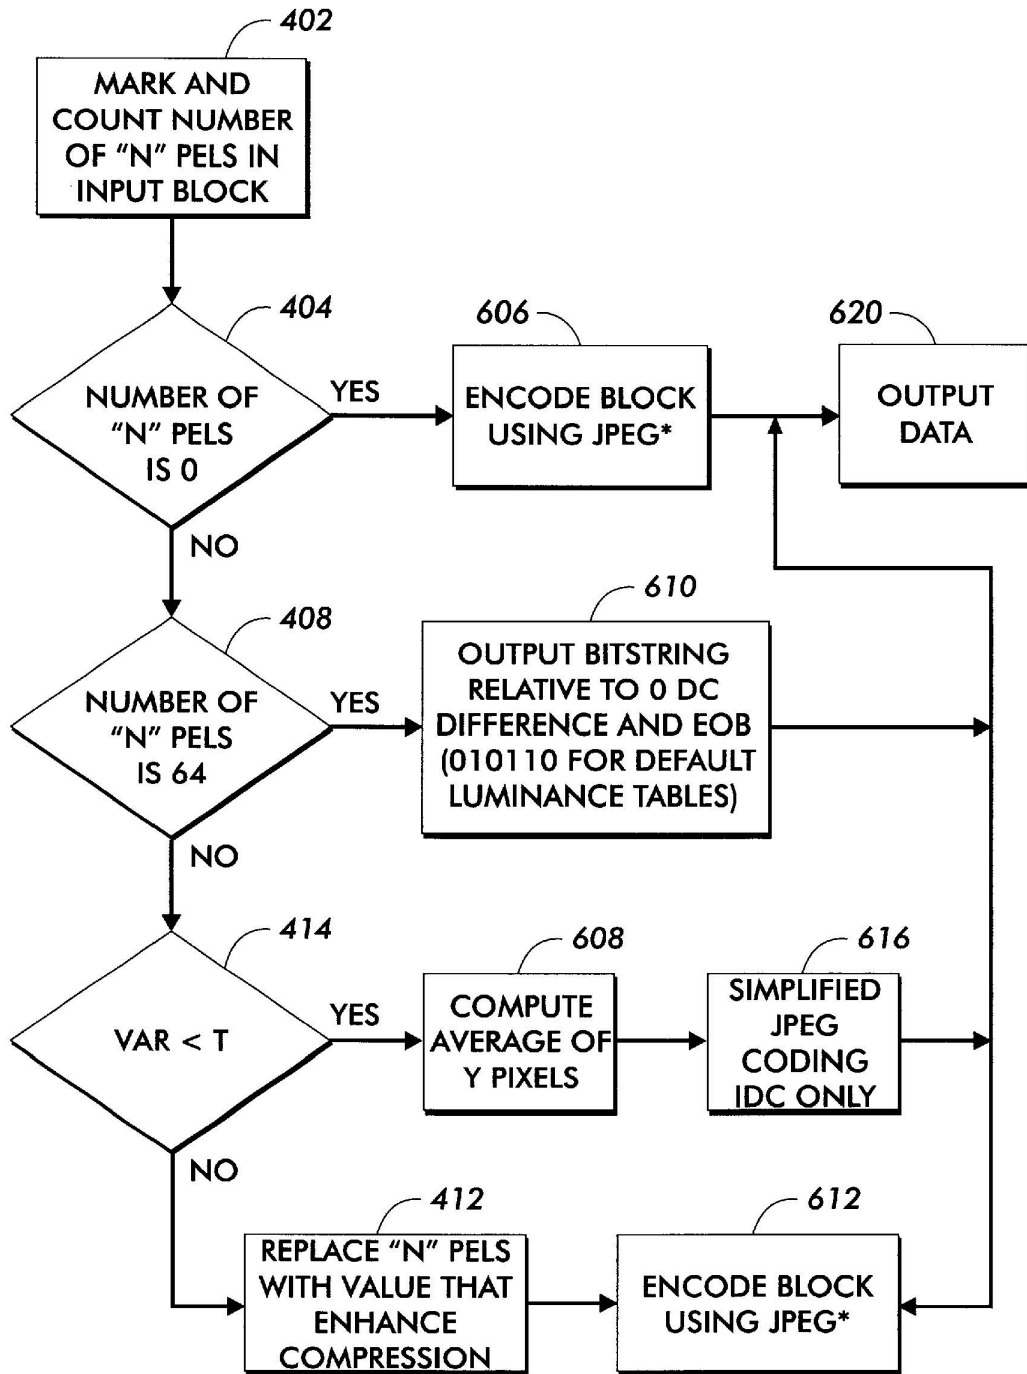 402
MARK AND
COUNT NUMBER
OF “N” PELS IN
INPUT BLOCK
404
NUMBER OF
“N” PELS
IS 0
YES
NO
606
ENCODE BLOCK
USING JPEG*
620
OUTPUT
DATA
408
NUMBER OF
“N” PELS
IS 64
YES
NO
610
OUTPUT BITSTRING
RELATIVE TO 0 DC
DIFFERENCE AND EOB
(010110 FOR DEFAULT
LUMINANCE TABLES)
414
VAR < T
YES
NO
608
COMPUTE
AVERAGE OF
Y PIXELS
616
SIMPLIFIED
JPEG
CODING
IDC ONLY
412
REPLACE “N” PELS
WITH VALUE THAT
ENHANCE
COMPRESSION
612
ENCODE BLOCK
USING JPEG*